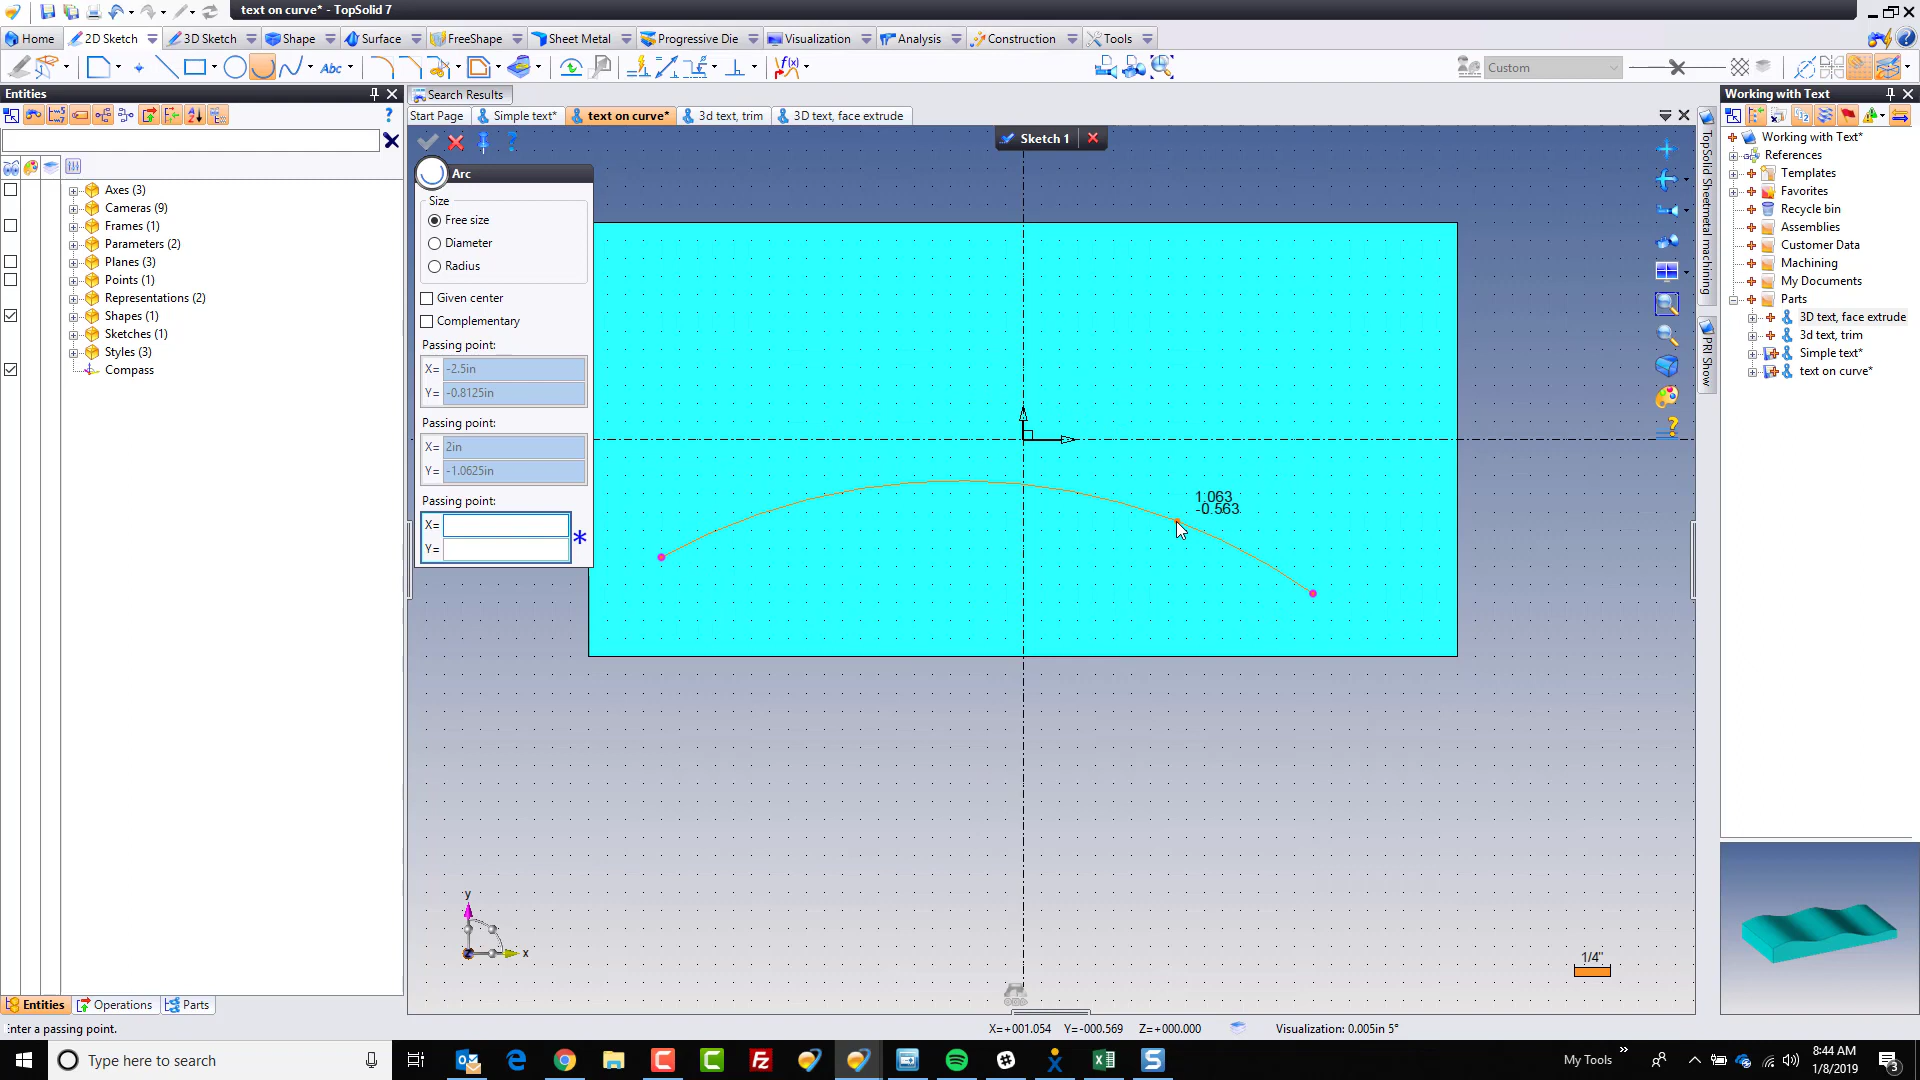 text on curve* - TopSolid 7
Home
2D Sketch
3D Sketch
Shape
Surface
FreeShape
Sheet Metal
Progressive Die
Visualization
Analysis
Construction
Tools
Abc
Custom
Entities
Search Results
Working with Text
Start Page
Simple text*
text on curve*
3d text, trim
3D text, face extrude
Sketch 1
Arc
Size
Free size
Diameter
Radius
Given center
Complementary
Passing point:
X= -2.5in
Y= -0.8125in
Passing point:
X= 2in
Y= -1.0625in
Passing point:
X=
Y=
Axes (3)
Cameras (9)
Frames (1)
Parameters (2)
Planes (3)
Points (1)
Representations (2)
Shapes (1)
Sketches (1)
Styles (3)
Compass
1.063
-0.563
TopSolid Sheetmetal machining
PRI Show
Working with Text*
References
Templates
Favorites
Recycle bin
Assemblies
Customer Data
Machining
My Documents
Parts
3D text, face extrude
3d text, trim
Simple text*
text on curve*
y
x
1/4"
Entities
Operations
Parts
Enter a passing point.
X=+001.054 Y=-000.569 Z=+000.000
Visualization: 0.005in 5°
Type here to search
My Tools
8:44 AM
1/8/2019
3